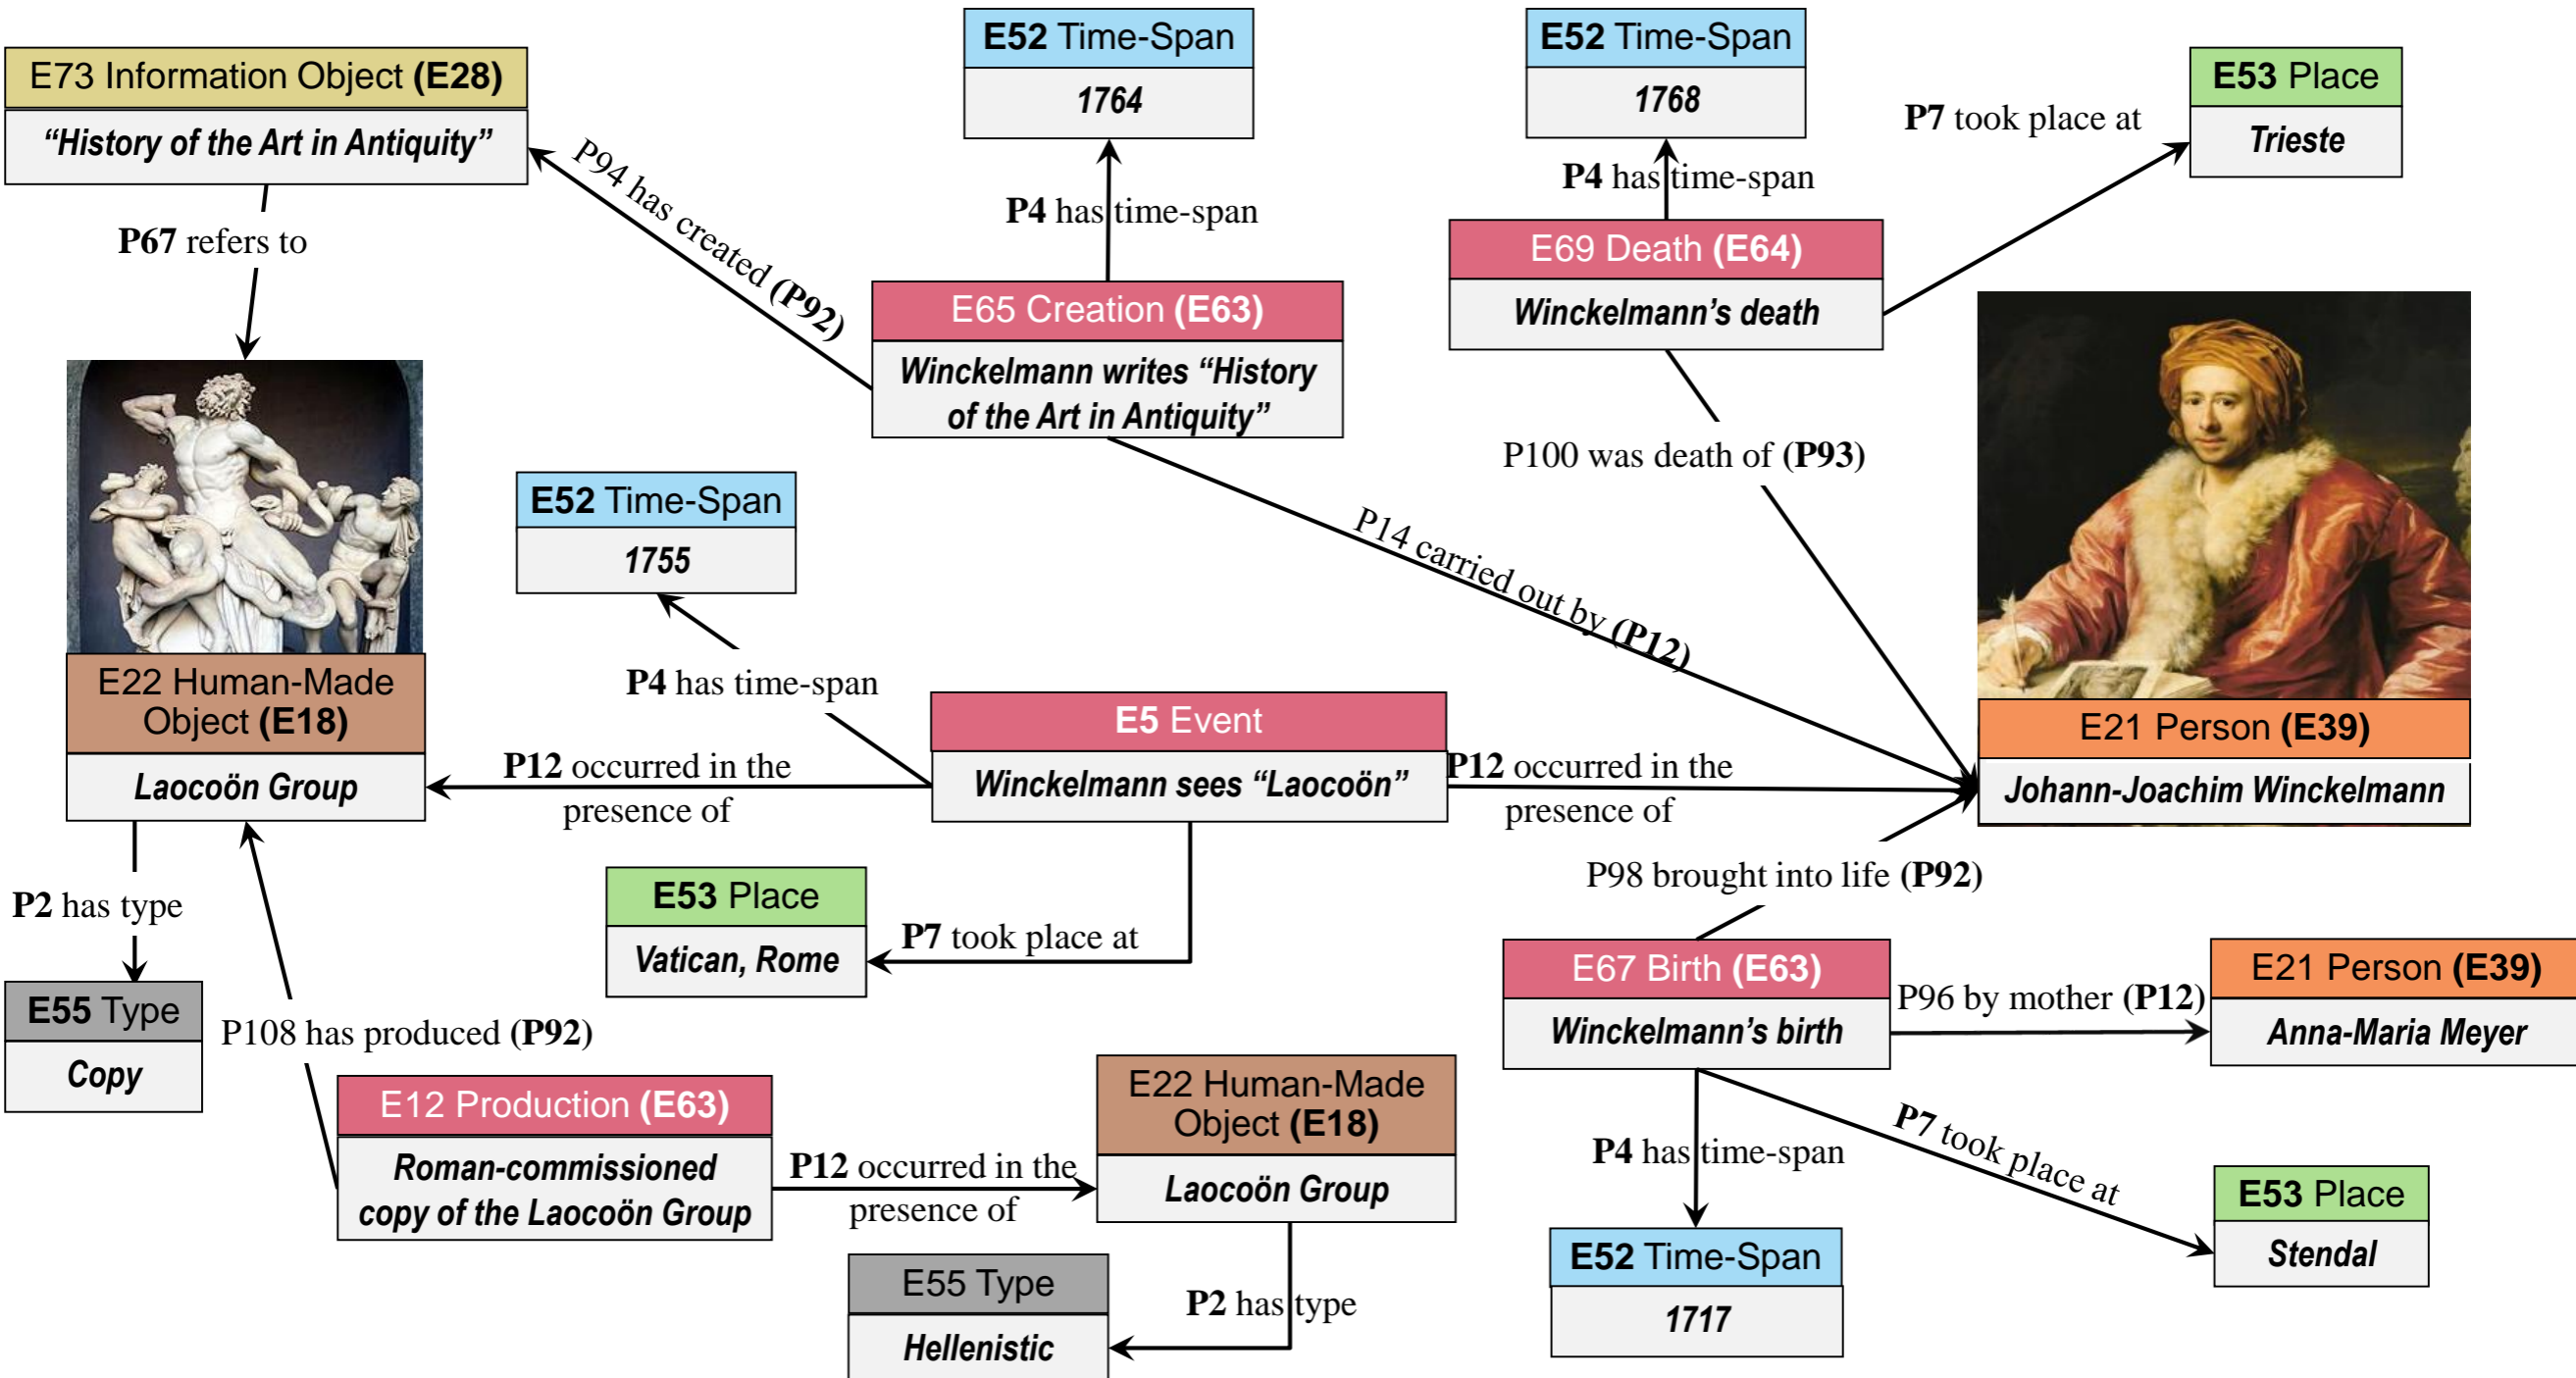 E52 Time-Span
1764
E52 Time-Span
1768
E53 Place
Trieste
E73 Information Object (E28)
“History of the Art in Antiquity”
P7 took place at
P94 has created (P92)
P4 has time-span
P4 has time-span
P67 refers to
E69 Death (E64)
Winckelmann’s death
E65 Creation (E63)
Winckelmann writes “History
of the Art in Antiquity”
P100 was death of (P93)
E52 Time-Span
1755
P14 carried out by (P12)
E22 Human-Made
Object (E18)
Laocoön Group
P4 has time-span
E5 Event
Winckelmann sees “Laocoön”
P12 occurred in the
presence of
P12 occurred in the
presence of
E21 Person (E39)
Johann-Joachim Winckelmann
P2 has type
E53 Place
Vatican, Rome
P7 took place at
P98 brought into life (P92)
E67 Birth (E63)
Winckelmann’s birth
P96 by mother (P12)
E21 Person (E39)
Anna-Maria Meyer
E55 Type
Copy
P108 has produced (P92)
E12 Production (E63)
Roman-commissioned
copy of the Laocoön Group
P12 occurred in the
presence of
E22 Human-Made
Object (E18)
Laocoön Group
P4 has time-span
P7 took place at
E53 Place
Stendal
E55 Type
Hellenistic
P2 has type
E52 Time-Span
1717